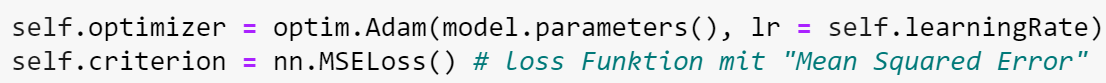 self.optimizer = optim.Adam(model.parameters(), lr = self.learningRate)
self.criterion = nn.MSELoss() # loss Funktion mit "Mean Squared Error"